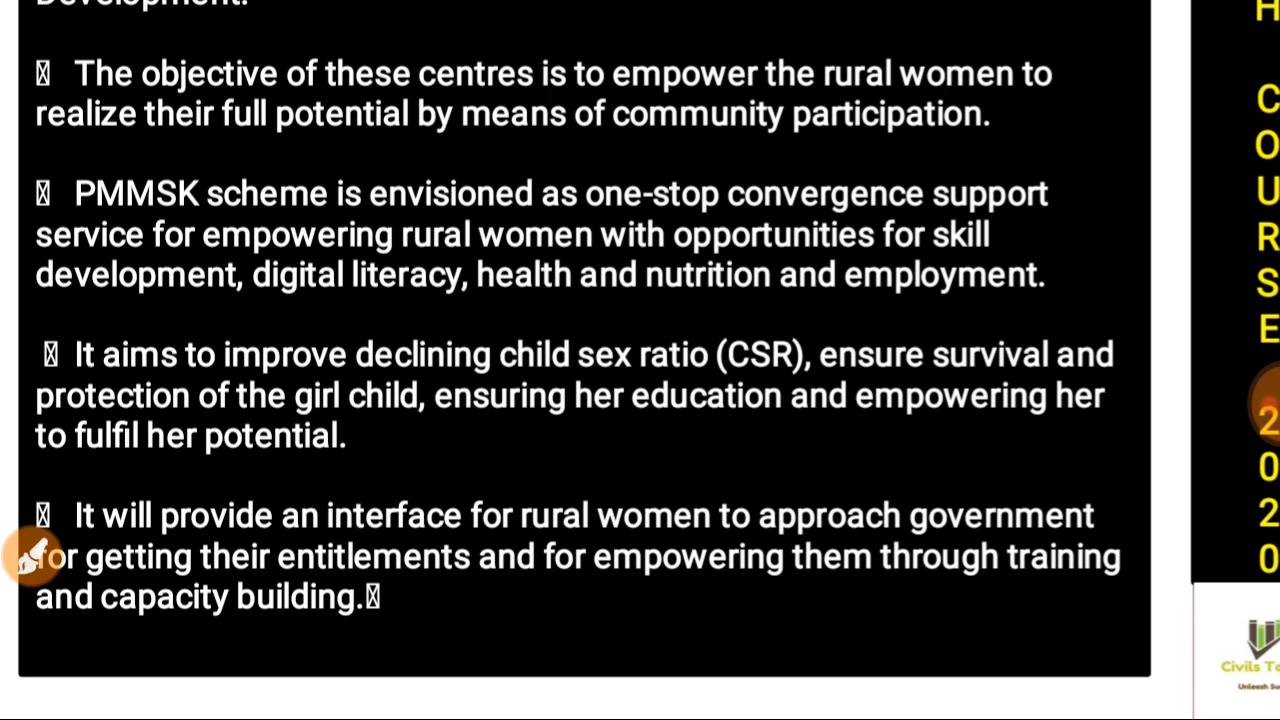 Development.
The objective of these centres is to empower the rural women to
realize their full potential by means of community participation.
PMMSK scheme is envisioned as one-stop convergence support
service for empowering rural women with opportunities for skill
development, digital literacy, health and nutrition and employment.
It aims to improve declining child sex ratio (CSR), ensure survival and
protection of the girl child, ensuring her education and empowering her
to fulfil her potential.
It will provide an interface for rural women to approach government
for getting their entitlements and for empowering them through training
and capacity building.
H
C
O
U
R
S
E
2
0
2
0
Civils
Unleash